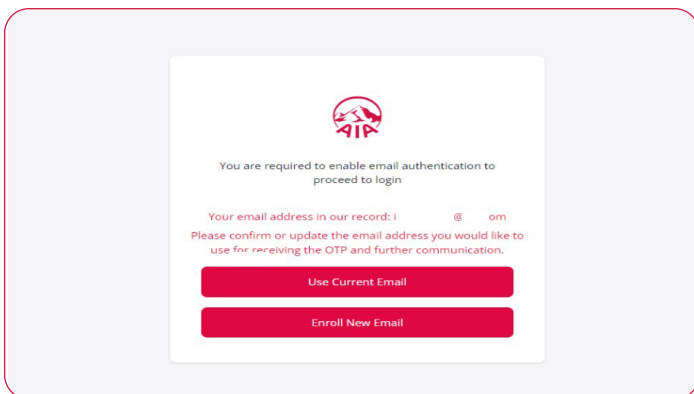 AIA
You are required to enable email authentication to
proceed to login
Your email address in our record: i @ om
Please confirm or update the email address you would like to
use for receiving the OTP and further communication.
Use Current Email
Enroll New Email